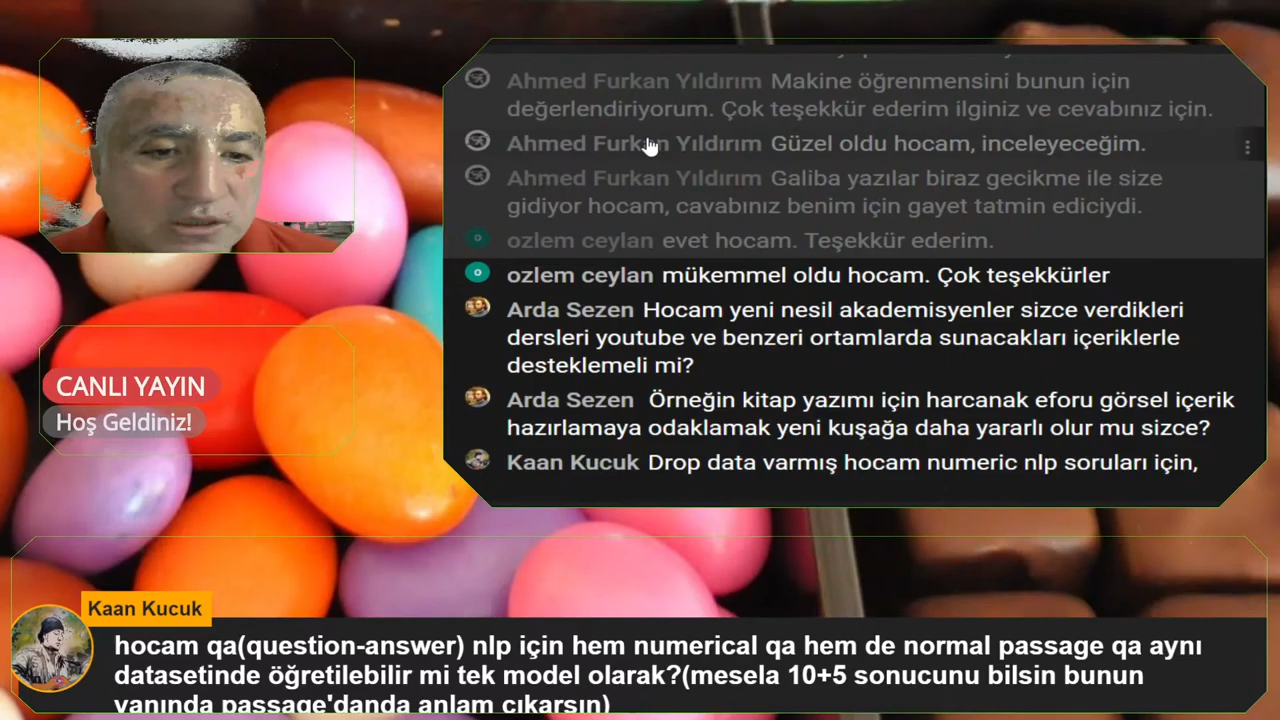 Ahmed Furkan Yıldırım Makine öğrenmensini bunun için
değerlendiriyorum. Çok teşekkür ederim ilginiz ve cevabınız için.
Ahmed Furkan Yıldırım Güzel oldu hocam, inceleyeceğim.
Ahmed Furkan Yıldırım Galiba yazılar biraz gecikme ile size
gidiyor hocam, cavabınız benim için gayet tatmin ediciydi.
ozlem ceylan evet hocam. Teşekkür ederim.
ozlem ceylan mükemmel oldu hocam. Çok teşekkürler
Arda Sezen Hocam yeni nesil akademisyenler sizce verdikleri
dersleri youtube ve benzeri ortamlarda sunacakları içeriklerle
desteklemeli mi?
Arda Sezen Örneğin kitap yazımı için harcanak eforu görsel içerik
hazırlamaya odaklamak yeni kuşağa daha yararlı olur mu sizce?
Kaan Kucuk Drop data varmış hocam numeric nlp soruları için,
CANLI YAYIN
Hoş Geldiniz!
Kaan Kucuk
hocam qa(question-answer) nlp için hem numerical qa hem de normal passage qa aynı
datasetinde öğretilebilir mi tek model olarak?(mesela 10+5 sonucunu bilsin bunun
yanında passage'danda anlam çıkarsın)